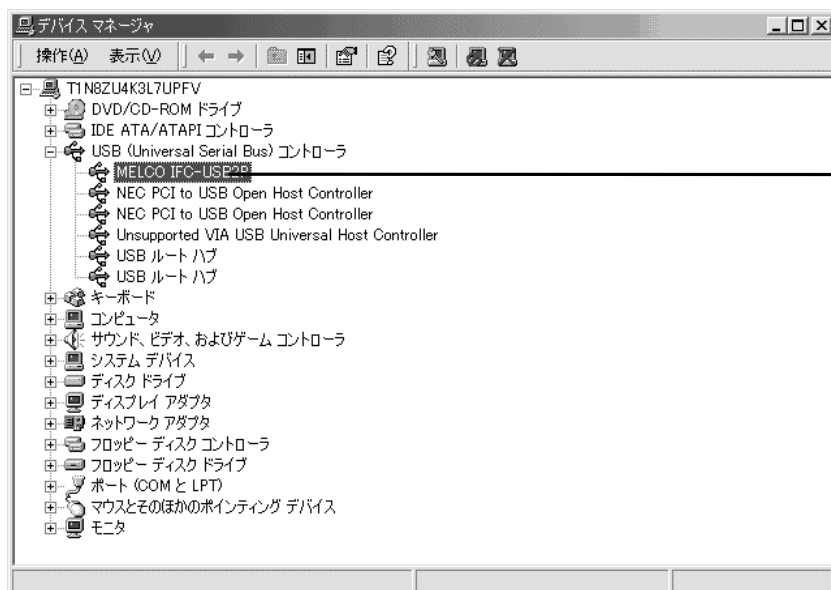 デバイス マネージャ
操作(A) 表示(V)
T1N8ZU4K3L7UPFV
DVD/CD-ROM ドライブ
IDE ATA/ATAPI コントローラ
USB (Universal Serial Bus) コントローラ
MELCO IFC-USB2P
NEC PCI to USB Open Host Controller
NEC PCI to USB Open Host Controller
Unsupported VIA USB Universal Host Controller
USB ルート ハブ
USB ルート ハブ
キーボード
コンピュータ
サウンド、ビデオ、およびゲーム コントローラ
システム デバイス
ディスク ドライブ
ディスプレイ アダプタ
ネットワーク アダプタ
フロッピー ディスク コントローラ
フロッピー ディスク ドライブ
ポート (COM と LPT)
マウスとそのほかのポインティング デバイス
モニタ